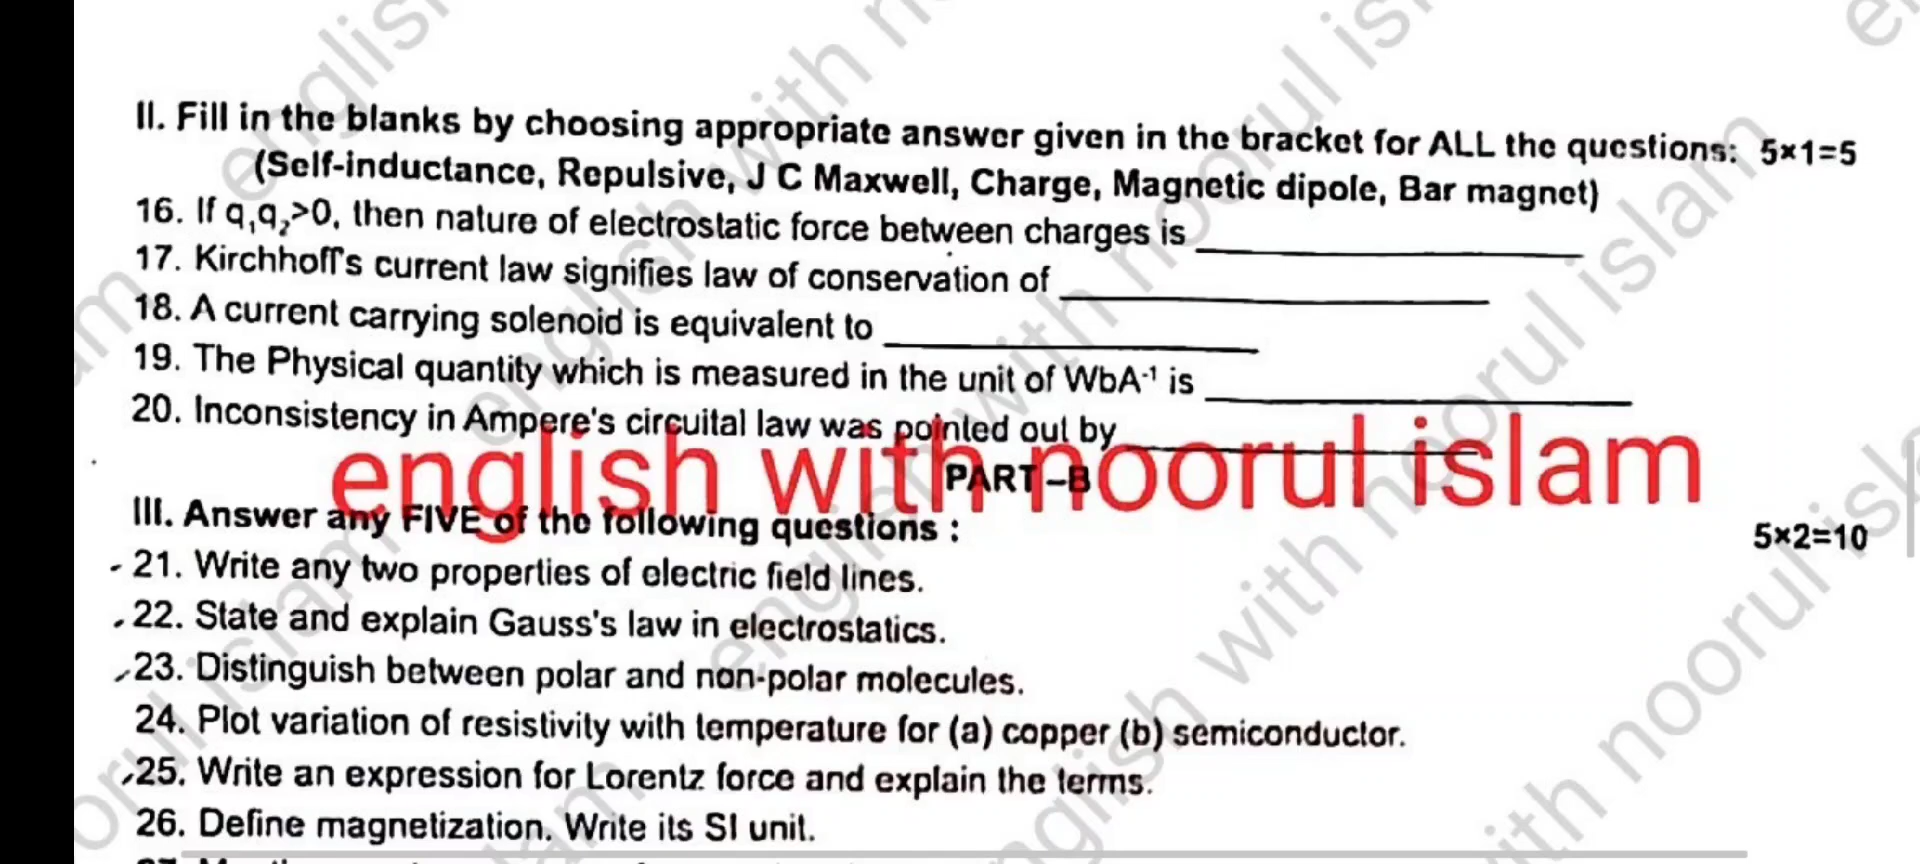 II. Fill in the blanks by choosing appropriate answer given in the bracket for ALL the questions: 5×1=5
(Self-inductance, Repulsive, J C Maxwell, Charge, Magnetic dipole, Bar magnet)
16. If q₁q₂>0, then nature of electrostatic force between charges is
17. Kirchhoff's current law signifies law of conservation of
18. A current carrying solenoid is equivalent to
19. The Physical quantity which is measured in the unit of WbA⁻¹ is
20. Inconsistency in Ampere's circuital law was pointed out by
english with noorul islam
PART –B
III. Answer any FIVE of the following questions : 5×2=10
21. Write any two properties of electric field lines.
22. State and explain Gauss's law in electrostatics.
23. Distinguish between polar and non-polar molecules.
24. Plot variation of resistivity with temperature for (a) copper (b) semiconductor.
25. Write an expression for Lorentz force and explain the terms.
26. Define magnetization. Write its SI unit.